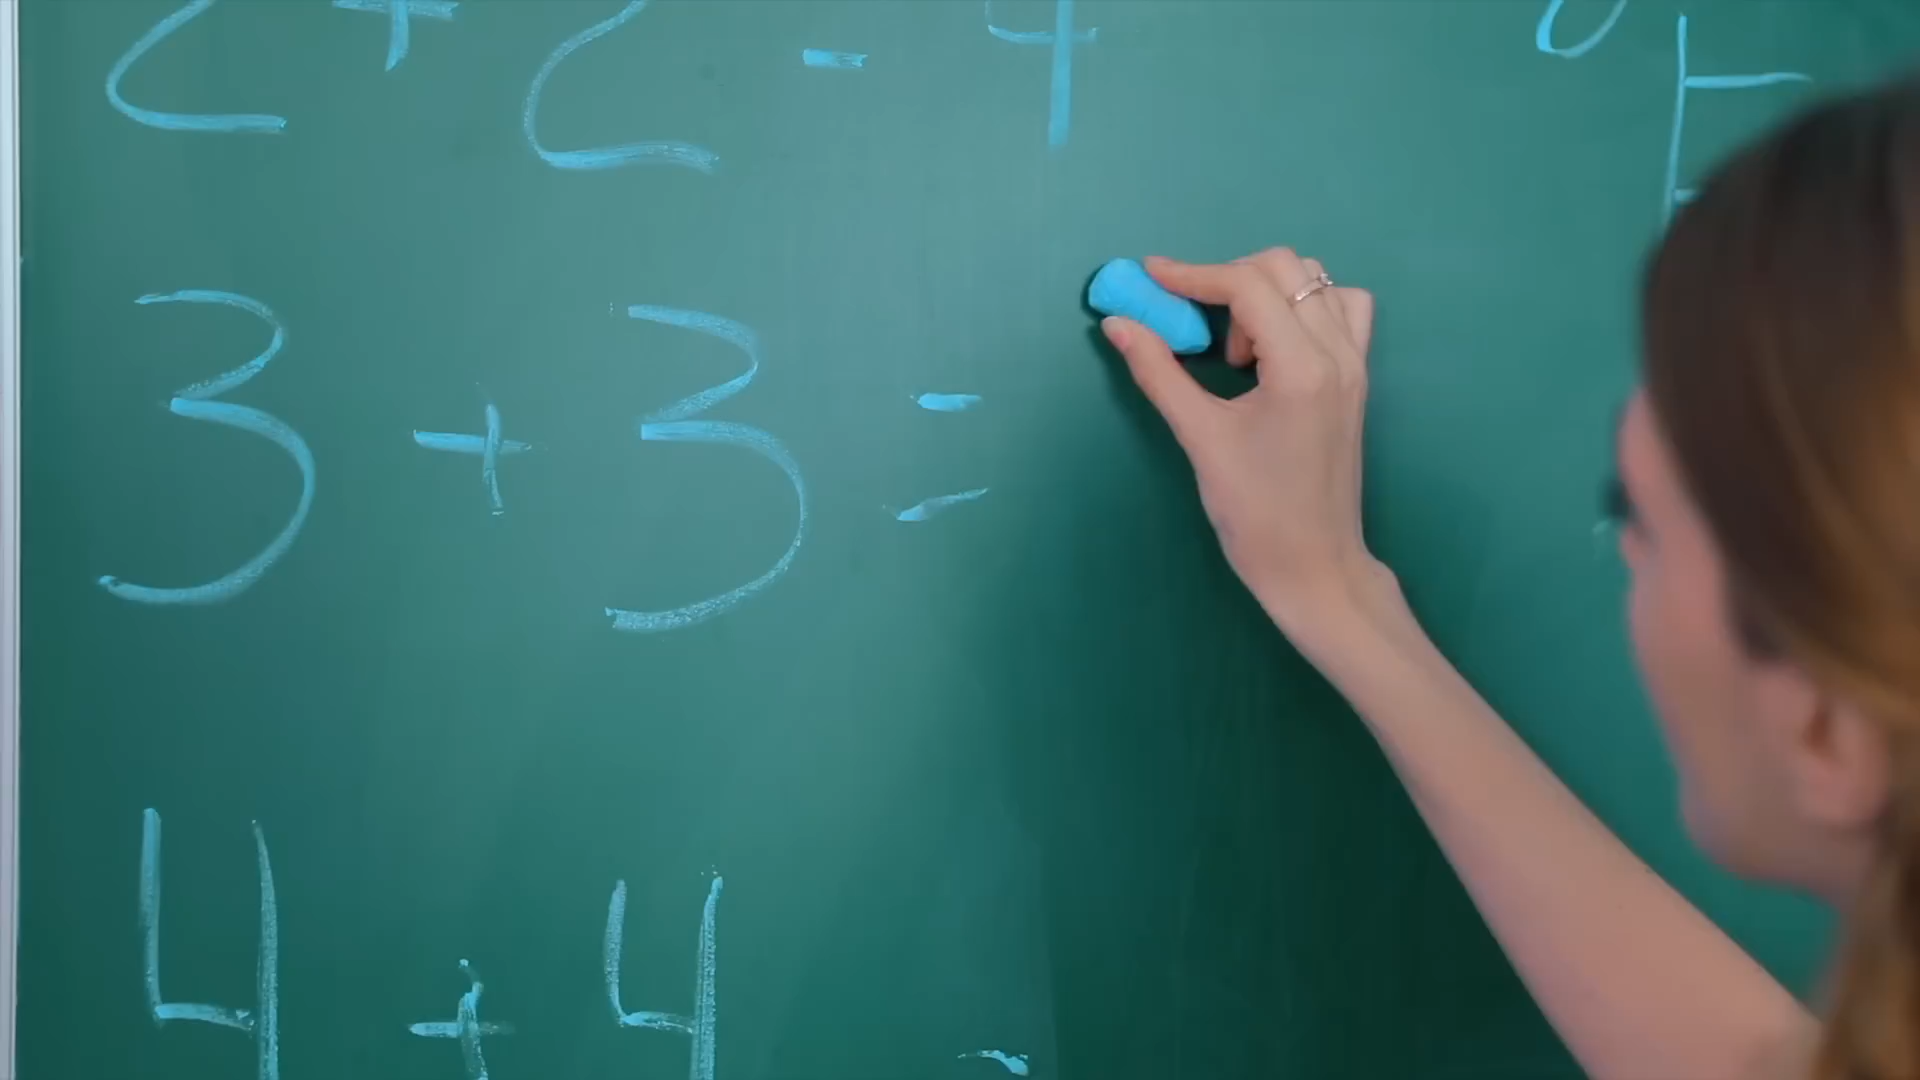 2 + 2 = 4
3 + 3 =
4 + 4 =